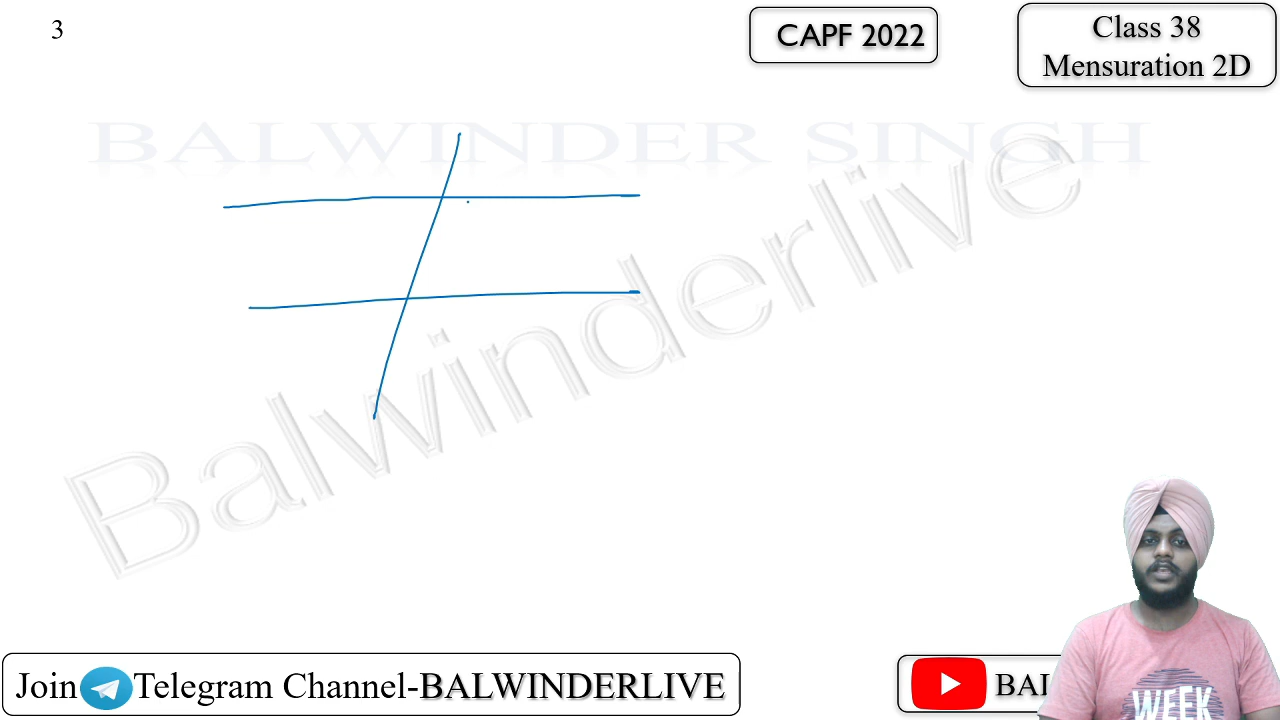 3
CAPF 2022
Class 38
Mensuration 2D
BALWINDER SINGH
Balwinderlive
Join Telegram Channel-BALWINDERLIVE
BAL
WEEK